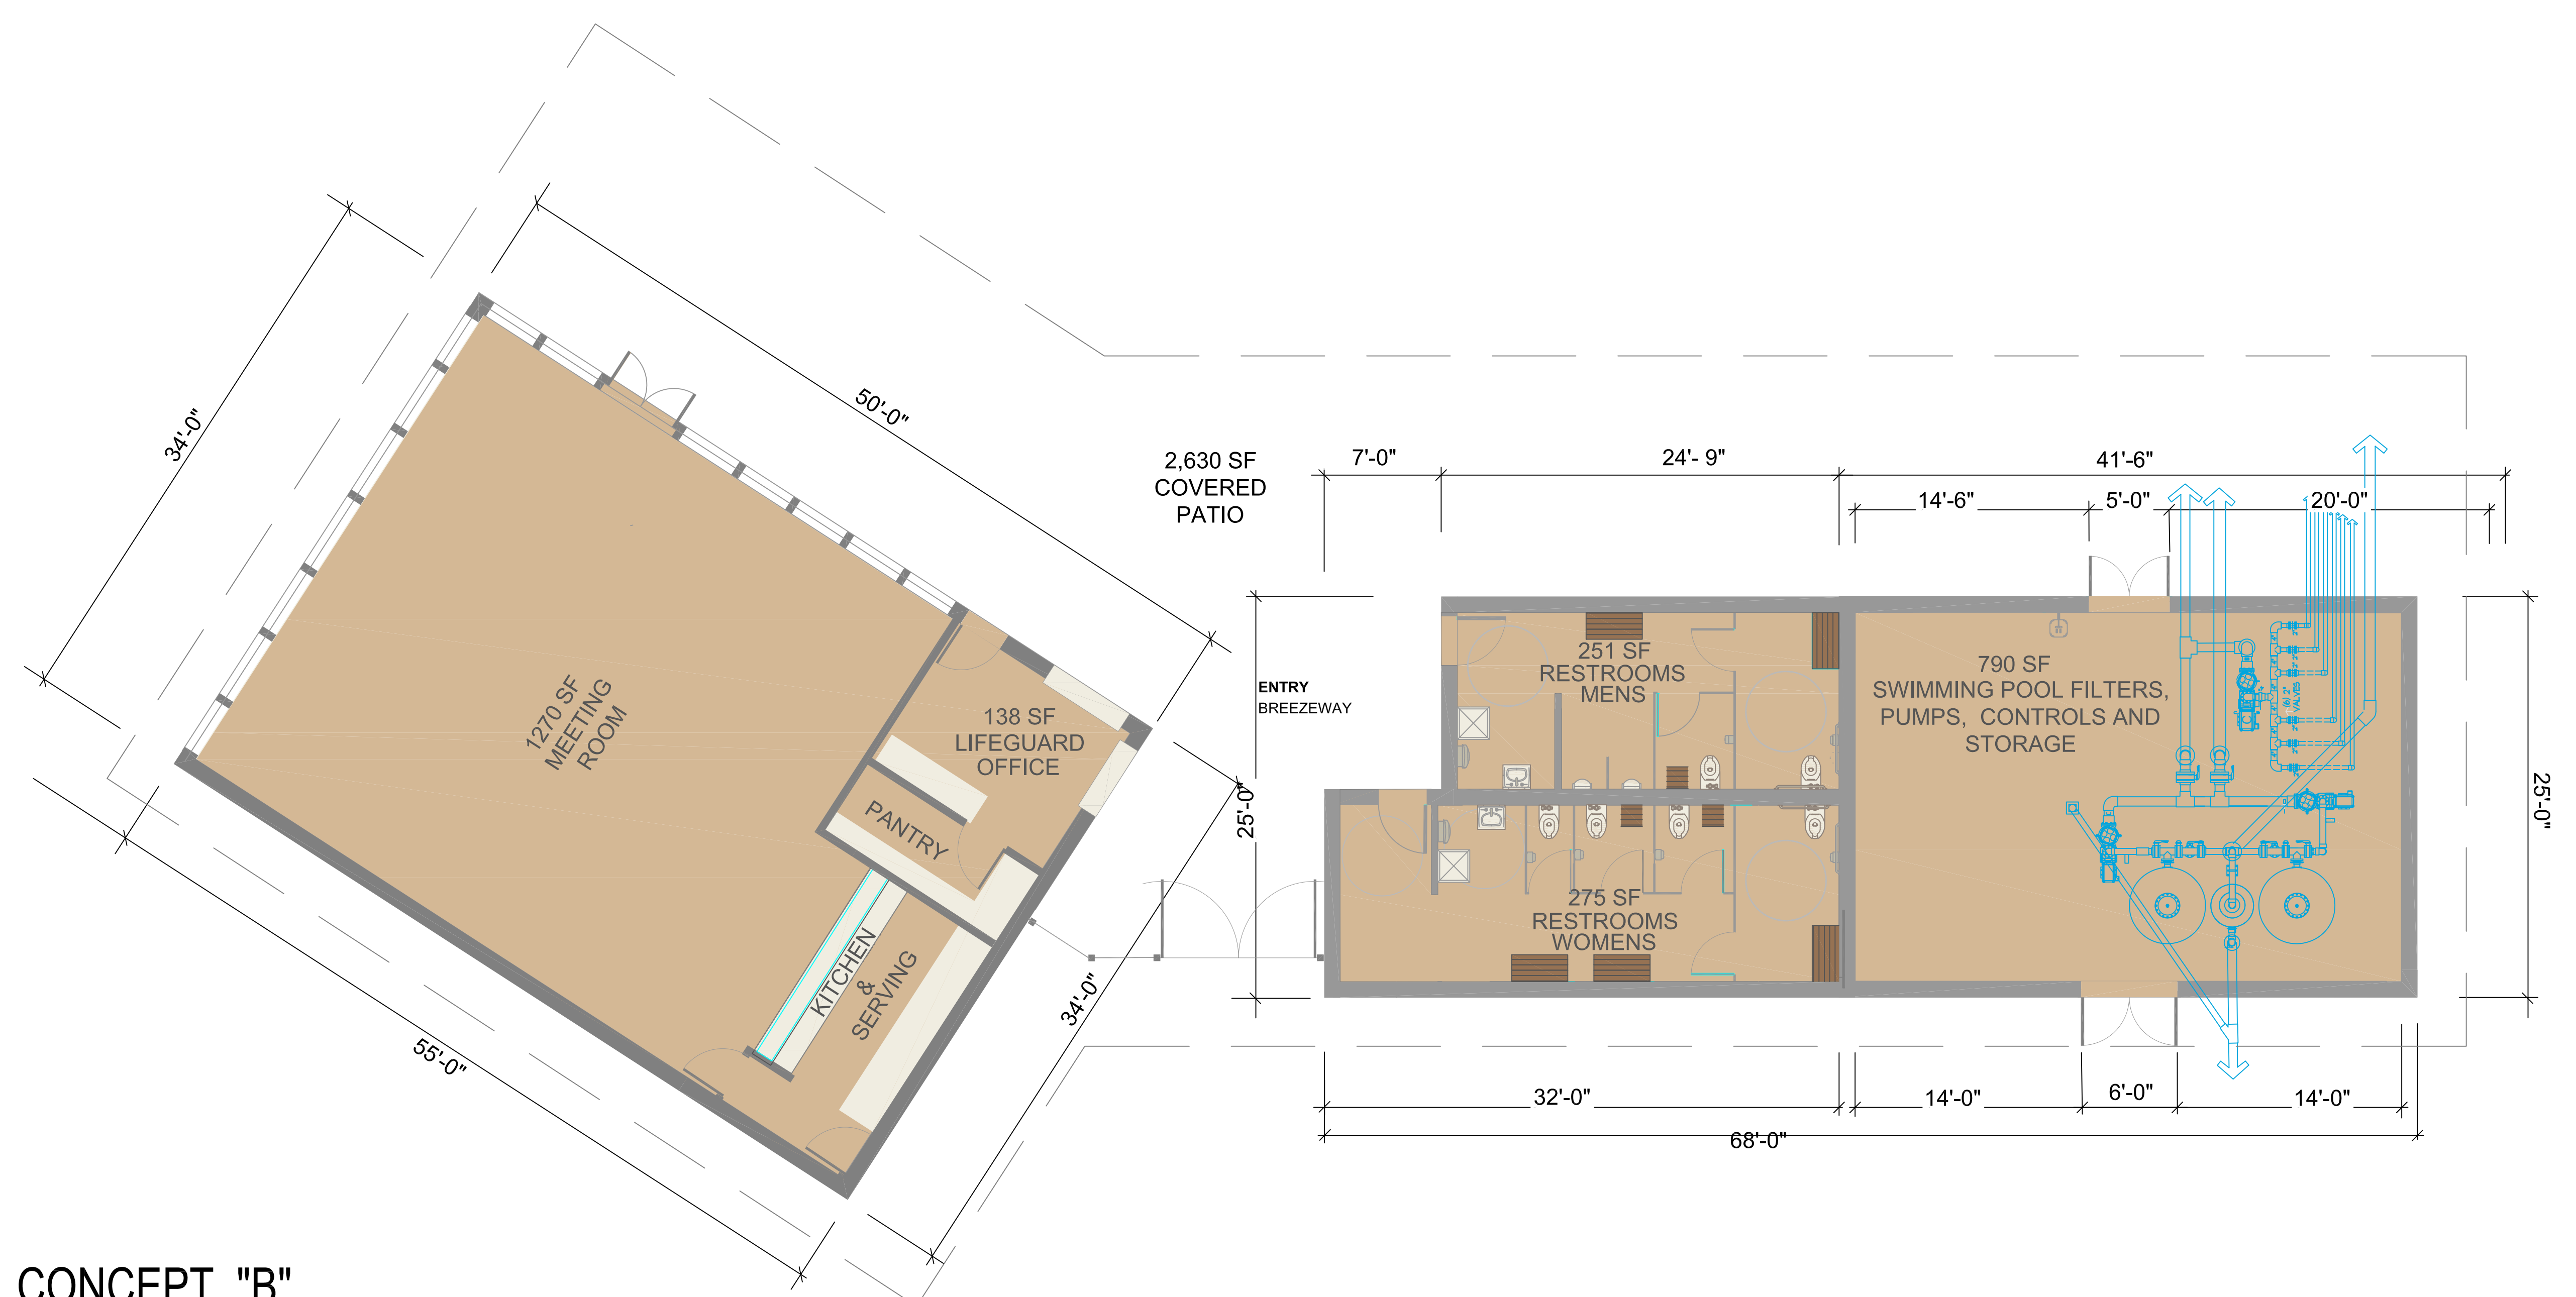 34'-0"
50'-0"
2,630 SF
COVERED
PATIO
7'-0"
24'- 9"
41'-6"
14'-6"
5'-0"
20'-0"
1270 SF
MEETING
ROOM
138 SF
LIFEGUARD
OFFICE
PANTRY
KITCHEN
&
SERVING
ENTRY
BREEZEWAY
25'-0"
251 SF
RESTROOMS
MENS
275 SF
RESTROOMS
WOMENS
790 SF
SWIMMING POOL FILTERS,
PUMPS, CONTROLS AND
STORAGE
(6) 2"
VALVES
25'-0"
34'-0"
55'-0"
32'-0"
14'-0"
6'-0"
14'-0"
68'-0"
CONCEPT "B"